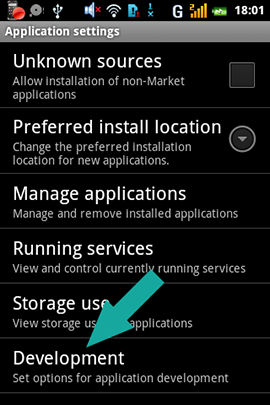 G 18:01
Application settings
Unknown sources
Allow installation of non-Market
applications
Preferred install location
Change the preferred installation
location for new applications.
Manage applications
Manage and remove installed applications
Running services
View and control currently running services
Storage use
View storage applications
Development
Set options for application development